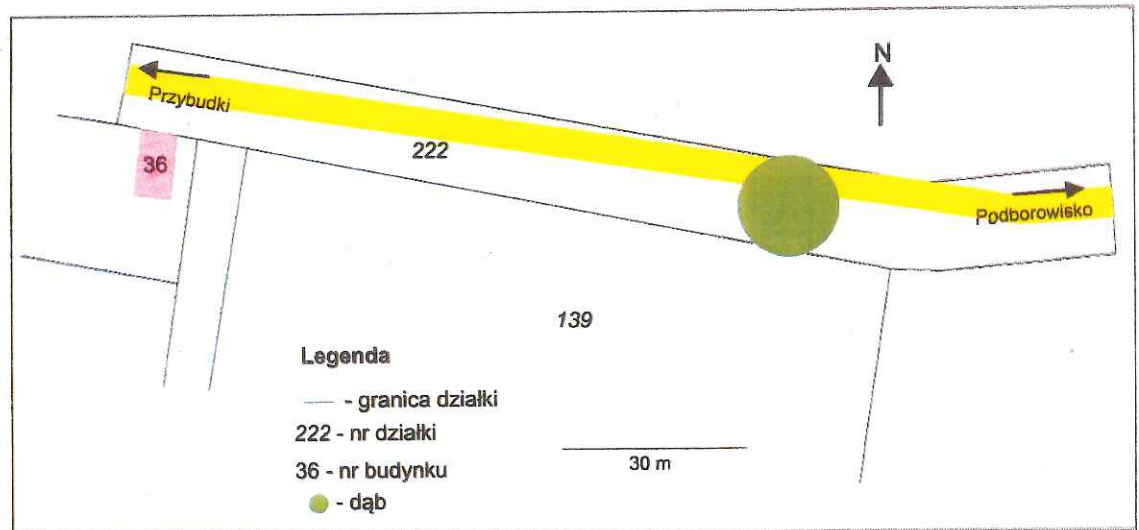 N
Przybudki
36
222
Podborowisko
139
Legenda
- granica działki
222 - nr działki
36 - nr budynku
- dąb
30 m